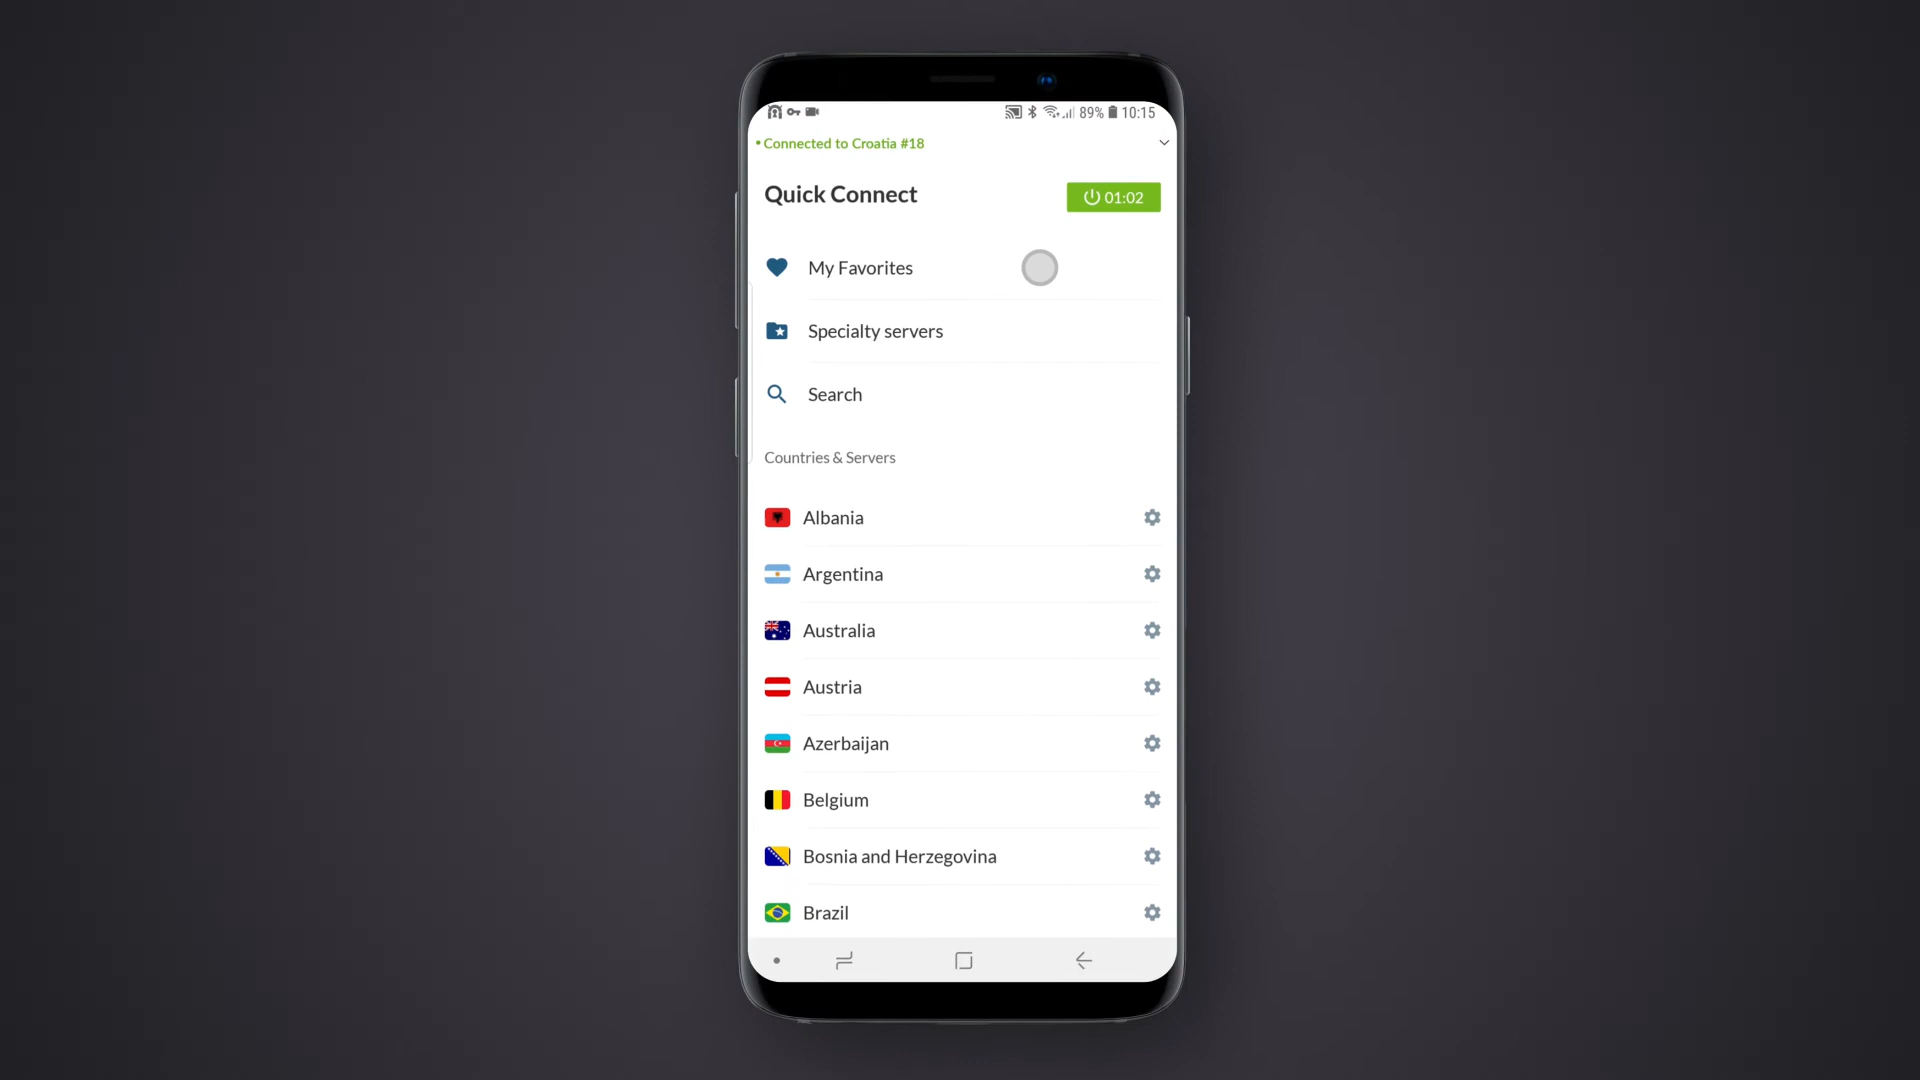 89% 10:15
Connected to Croatia #18
Quick Connect
01:02
My Favorites
Specialty servers
Search
Countries & Servers
Albania
Argentina
Australia
Austria
Azerbaijan
Belgium
Bosnia and Herzegovina
Brazil